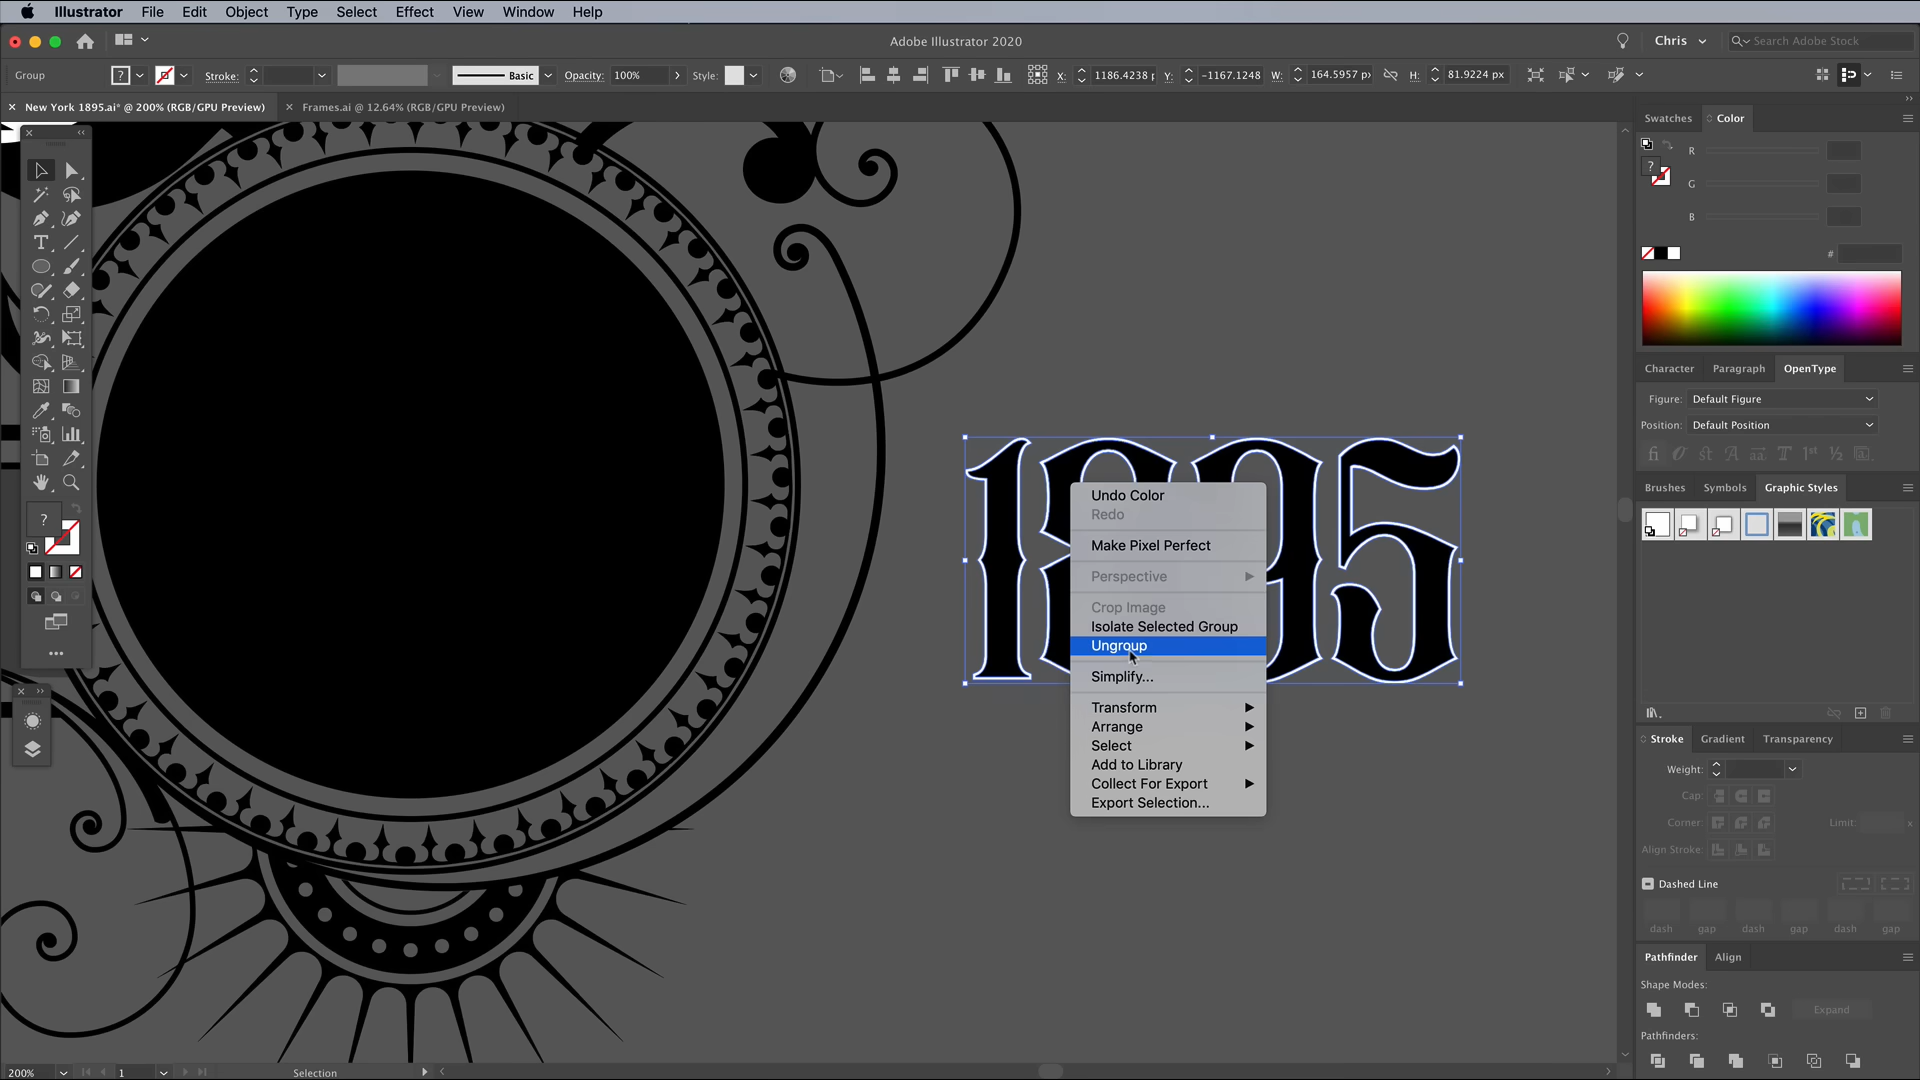 Illustrator File Edit Object Type Select Effect View Window Help
Adobe Illustrator 2020
Chris
Search Adobe Stock
Group
?
Stroke:
Basic
Opacity: 100%
Style:
X: 1186.4238 p
Y: -1167.1248
W: 164.5957 px
H: 81.9224 px
New York 1895.ai* @ 200% (RGB/GPU Preview)
Frames.ai @ 12.64% (RGB/GPU Preview)
Swatches Color
?
R
G
B
#
Character Paragraph OpenType
Figure: Default Figure
Position: Default Position
Brushes Symbols Graphic Styles
?
1895
Undo Color
Redo
Make Pixel Perfect
Perspective
Crop Image
Isolate Selected Group
Ungroup
Simplify...
Transform
Arrange
Select
Add to Library
Collect For Export
Export Selection...
Stroke Gradient Transparency
Weight:
Cap:
Corner:
Limit:
x
Align Stroke:
Dashed Line
dash gap dash gap dash gap
Pathfinder Align
Shape Modes:
Expand
Pathfinders:
200%
1
Selection